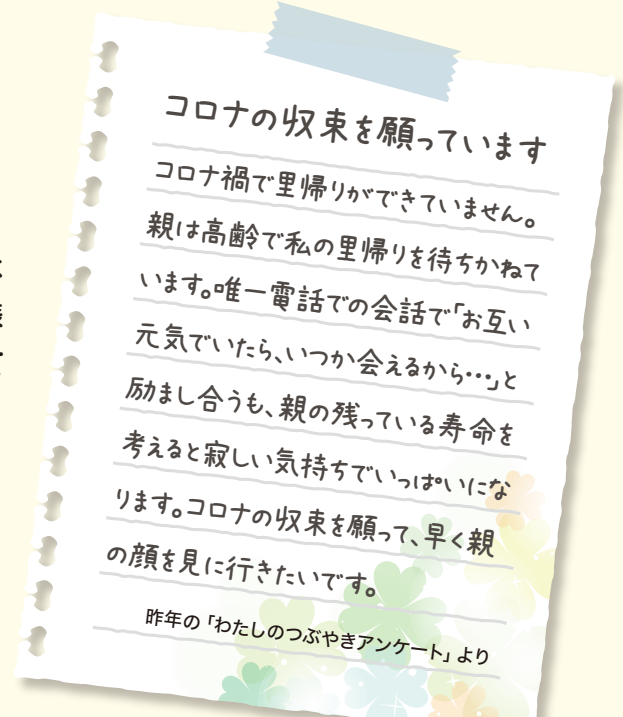 コロナの収束を願っています
コロナ禍で里帰りができていません。
親は高齢で私の里帰りを待ちかねて
います。唯一電話での会話で「お互い
元気でいたら、いつか会えるから…」と
励まし合うも、親の残っている寿命を
考えると寂しい気持ちでいっぱいにな
ります。コロナの収束を願って、早く親
の顔を見に行きたいです。
昨年の「わたしのつぶやきアンケート」より